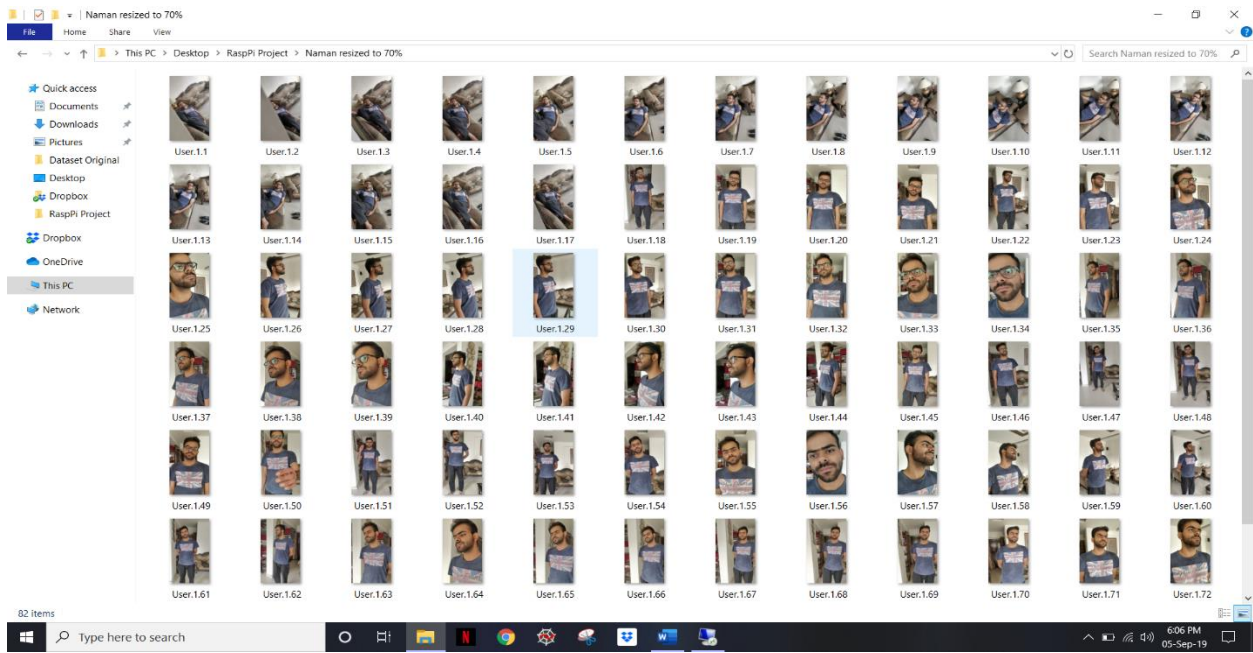 Naman resized to 70%
File Home Share View
This PC > Desktop > RaspPi Project > Naman resized to 70%
Search Naman resized to 70%
Quick access
Documents
Downloads
Pictures
Dataset Original
Desktop
Dropbox
RaspPi Project
Dropbox
OneDrive
This PC
Network
User.1.1 User.1.2 User.1.3 User.1.4 User.1.5 User.1.6 User.1.7 User.1.8 User.1.9 User.1.10 User.1.11 User.1.12
User.1.13 User.1.14 User.1.15 User.1.16 User.1.17 User.1.18 User.1.19 User.1.20 User.1.21 User.1.22 User.1.23 User.1.24
User.1.25 User.1.26 User.1.27 User.1.28 User.1.29 User.1.30 User.1.31 User.1.32 User.1.33 User.1.34 User.1.35 User.1.36
User.1.37 User.1.38 User.1.39 User.1.40 User.1.41 User.1.42 User.1.43 User.1.44 User.1.45 User.1.46 User.1.47 User.1.48
User.1.49 User.1.50 User.1.51 User.1.52 User.1.53 User.1.54 User.1.55 User.1.56 User.1.57 User.1.58 User.1.59 User.1.60
User.1.61 User.1.62 User.1.63 User.1.64 User.1.65 User.1.66 User.1.67 User.1.68 User.1.69 User.1.70 User.1.71 User.1.72
82 items
Type here to search
6:06 PM
05-Sep-19